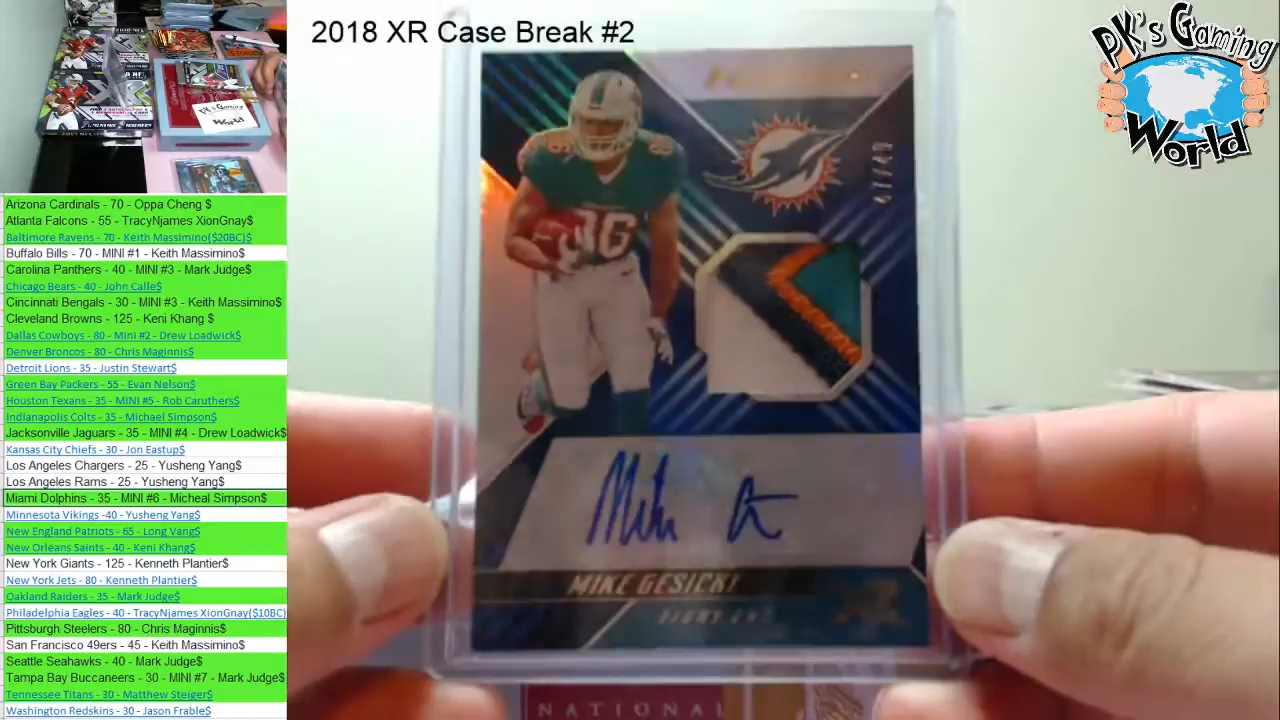 2018 XR Case Break #2
PK's Gaming
World
PK's Gaming
World
Arizona Cardinals - 70 - Oppa Cheng $
Atlanta Falcons - 55 - TracyNjames XionGnay$
Baltimore Ravens - 70 - Keith Massimino($20BC)$
Buffalo Bills - 70 - MINI #1 - Keith Massimino$
Carolina Panthers - 40 - MINI #3 - Mark Judge$
Chicago Bears - 40 - John Calle$
Cincinnati Bengals - 30 - MINI #3 - Keith Massimino$
Cleveland Browns - 125 - Keni Khang $
Dallas Cowboys - 80 - Mini #2 - Drew Loadwick$
Denver Broncos - 80 - Chris Maginnis$
Detroit Lions - 35 - Justin Stewart$
Green Bay Packers - 55 - Evan Nelson$
Houston Texans - 35 - MINI #5 - Rob Caruthers$
Indianapolis Colts - 35 - Michael Simpson$
Jacksonville Jaguars - 35 - MINI #4 - Drew Loadwick$
Kansas City Chiefs - 30 - Jon Eastup$
Los Angeles Chargers - 25 - Yusheng Yang$
Los Angeles Rams - 25 - Yusheng Yang$
Miami Dolphins - 35 - MINI #6 - Micheal Simpson$
Minnesota Vikings -40 - Yusheng Yang$
New England Patriots - 65 - Long Vang$
New Orleans Saints - 40 - Keni Khang$
New York Giants - 125 - Kenneth Plantier$
New York Jets - 80 - Kenneth Plantier$
Oakland Raiders - 35 - Mark Judge$
Philadelphia Eagles - 40 - TracyNjames XionGnay($10BC)
Pittsburgh Steelers - 80 - Chris Maginnis$
San Francisco 49ers - 45 - Keith Massimino$
Seattle Seahawks - 40 - Mark Judge$
Tampa Bay Buccaneers - 30 - MINI #7 - Mark Judge$
Tennessee Titans - 30 - Matthew Steiger$
Washington Redskins - 30 - Jason Frable$
86
47/49
Mike
MIKE GESICKI
TIGHT END
NATIONAL